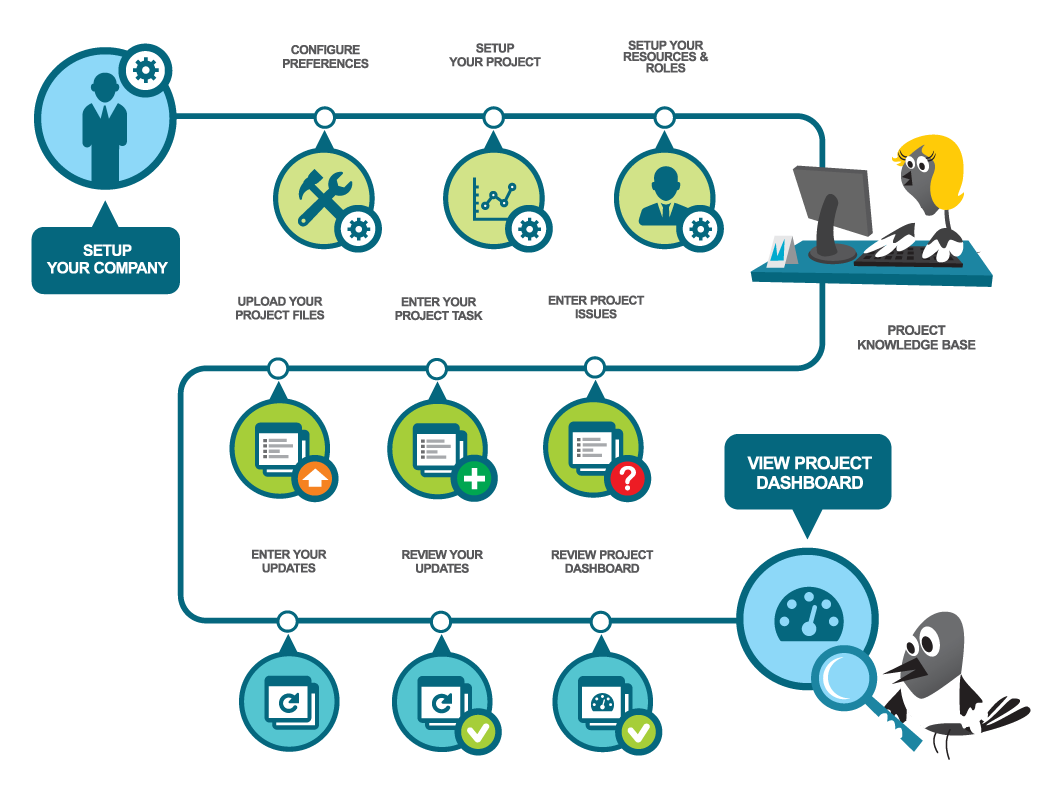 CONFIGURE
PREFERENCES
SETUP
YOUR PROJECT
SETUP YOUR
RESOURCES &
ROLES
SETUP
YOUR COMPANY
UPLOAD YOUR
PROJECT FILES
ENTER YOUR
PROJECT TASK
ENTER PROJECT
ISSUES
PROJECT
KNOWLEDGE BASE
VIEW PROJECT
DASHBOARD
?
ENTER YOUR
UPDATES
REVIEW YOUR
UPDATES
REVIEW PROJECT
DASHBOARD